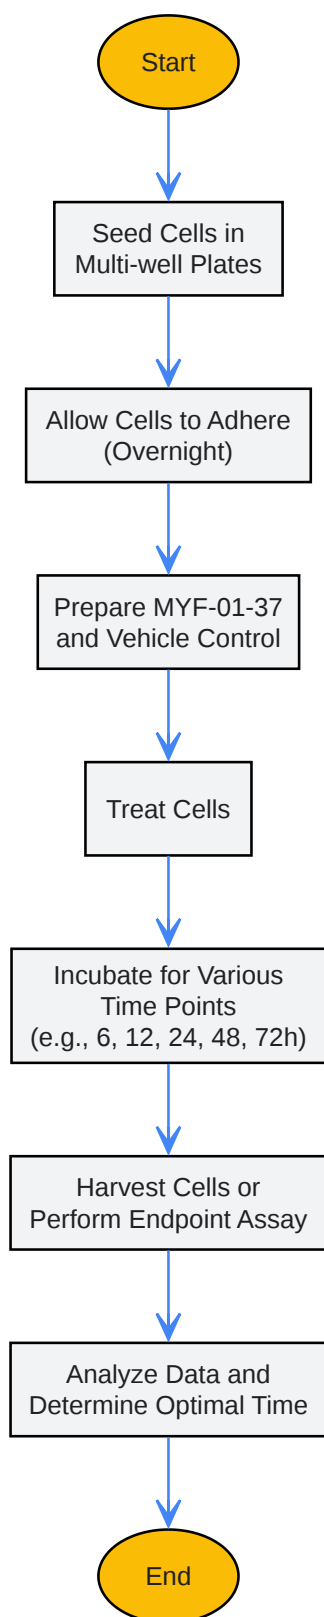 Start
Seed Cells in
Multi-well Plates
Allow Cells to Adhere
(Overnight)
Prepare MYF-01-37
and Vehicle Control
Treat Cells
Incubate for Various
Time Points
(e.g., 6, 12, 24, 48, 72h)
Harvest Cells or
Perform Endpoint Assay
Analyze Data and
Determine Optimal Time
End